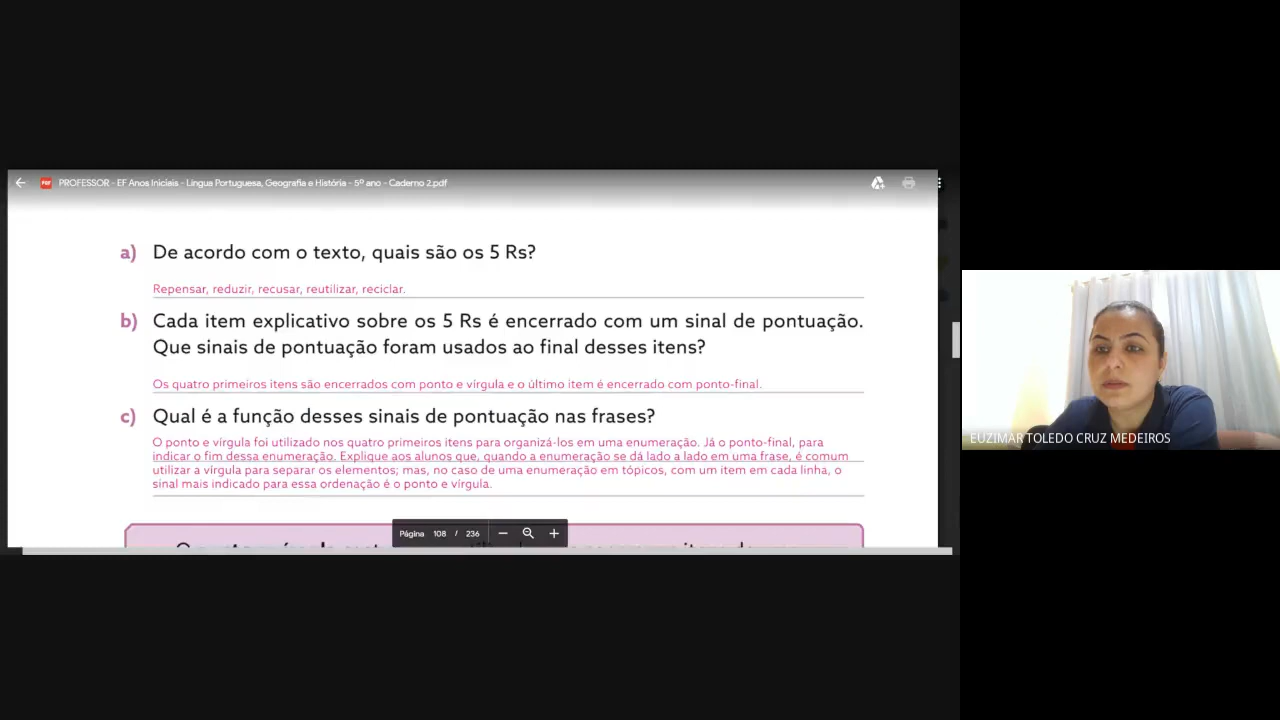 PROFESSOR - EF Anos Iniciais - Língua Portuguesa, Geografia e História - 5º ano - Caderno 2.pdf
a) De acordo com o texto, quais são os 5 Rs?
Repensar, reduzir, recusar, reutilizar, reciclar.
b) Cada item explicativo sobre os 5 Rs é encerrado com um sinal de pontuação.
Que sinais de pontuação foram usados ao final desses itens?
Os quatro primeiros itens são encerrados com ponto e vírgula e o último item é encerrado com ponto-final.
c) Qual é a função desses sinais de pontuação nas frases?
O ponto e vírgula foi utilizado nos quatro primeiros itens para organizá-los em uma enumeração. Já o ponto-final, para
indicar o fim dessa enumeração. Explique aos alunos que, quando a enumeração se dá lado a lado em uma frase, é comum
utilizar a vírgula para separar os elementos; mas, no caso de uma enumeração em tópicos, com um item em cada linha, o
sinal mais indicado para essa ordenação é o ponto e vírgula.
Página 108 / 236
EUZIMAR TOLEDO CRUZ MEDEIROS